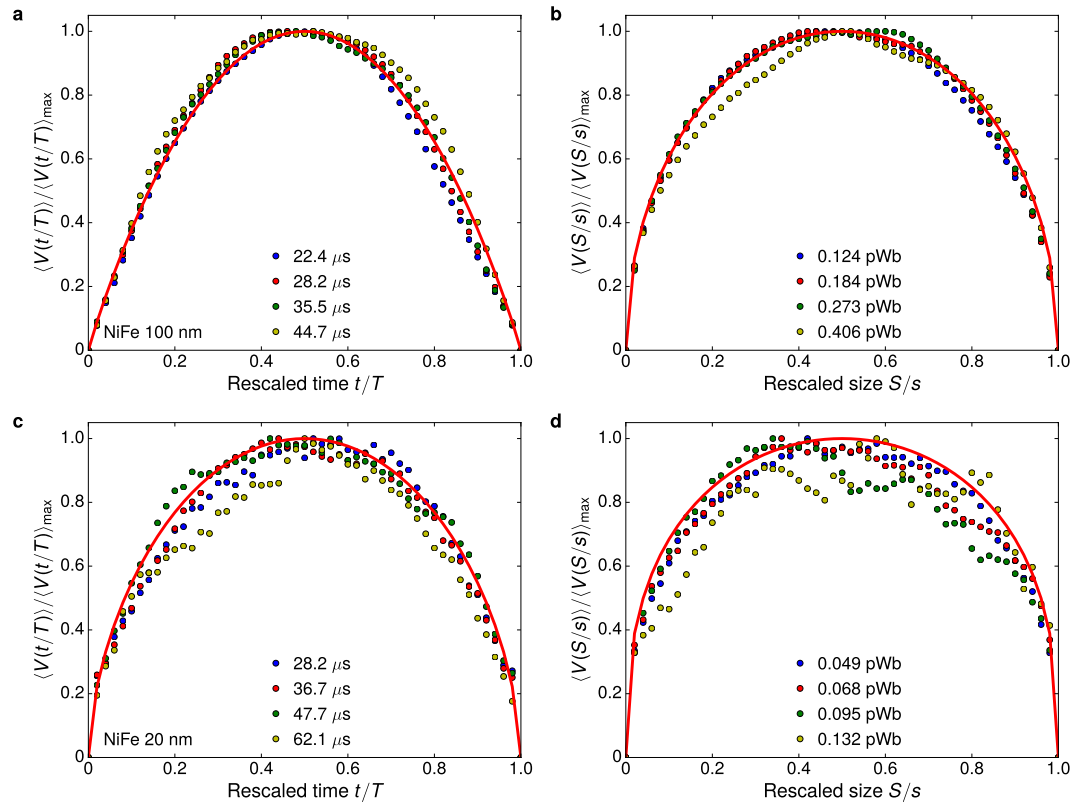 a
⟨V(t/T)⟩/⟨V(t/T)⟩max
1.0
0.8
0.6
0.4
0.2
0
22.4 μs
28.2 μs
35.5 μs
44.7 μs
NiFe 100 nm
0 0.2 0.4 0.6 0.8 1.0
Rescaled time t/T
b
⟨V(S/s)⟩/⟨V(S/s)⟩max
1.0
0.8
0.6
0.4
0.2
0
0.124 pWb
0.184 pWb
0.273 pWb
0.406 pWb
0 0.2 0.4 0.6 0.8 1.0
Rescaled size S/s
c
⟨V(t/T)⟩/⟨V(t/T)⟩max
1.0
0.8
0.6
0.4
0.2
0
28.2 μs
36.7 μs
47.7 μs
62.1 μs
NiFe 20 nm
0 0.2 0.4 0.6 0.8 1.0
Rescaled time t/T
d
⟨V(S/s)⟩/⟨V(S/s)⟩max
1.0
0.8
0.6
0.4
0.2
0
0.049 pWb
0.068 pWb
0.095 pWb
0.132 pWb
0 0.2 0.4 0.6 0.8 1.0
Rescaled size S/s